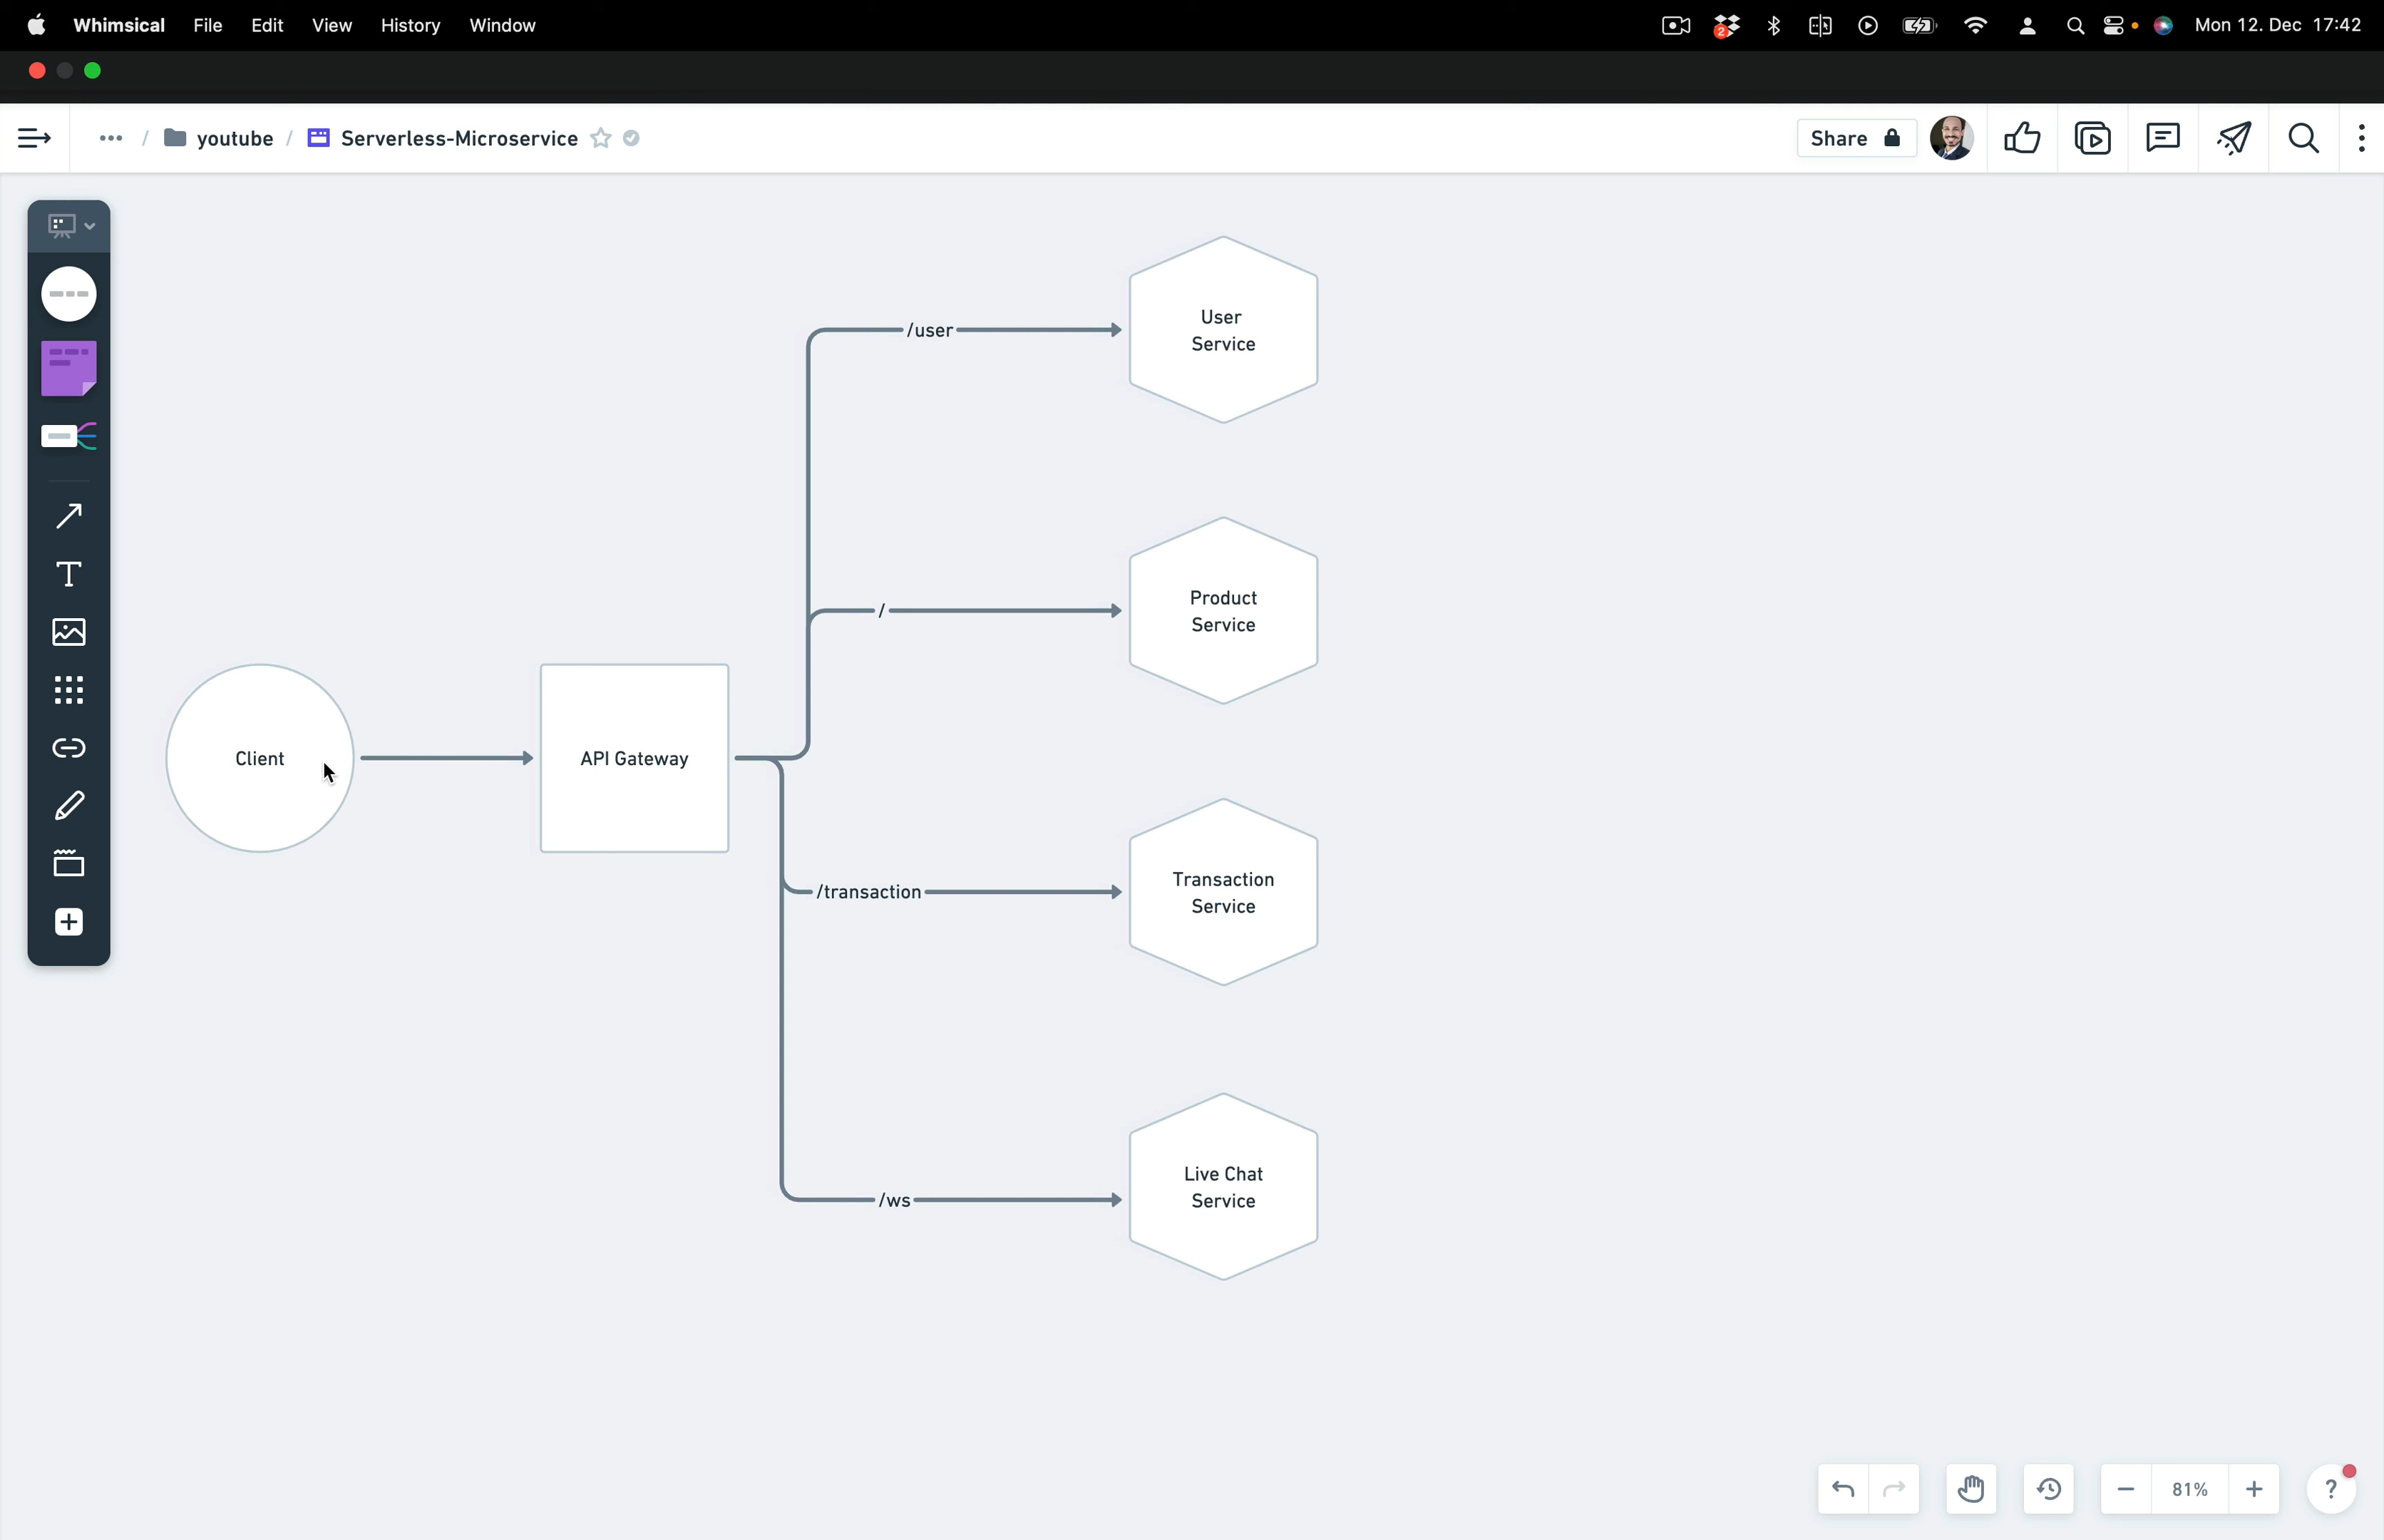 Whimsical File Edit View History Window
2
Mon 12. Dec 17:42
••• / youtube / Serverless-Microservice
Share
User
Service
/user
Product
Service
/
Client
API Gateway
Transaction
Service
/transaction
Live Chat
Service
/ws
81%
?